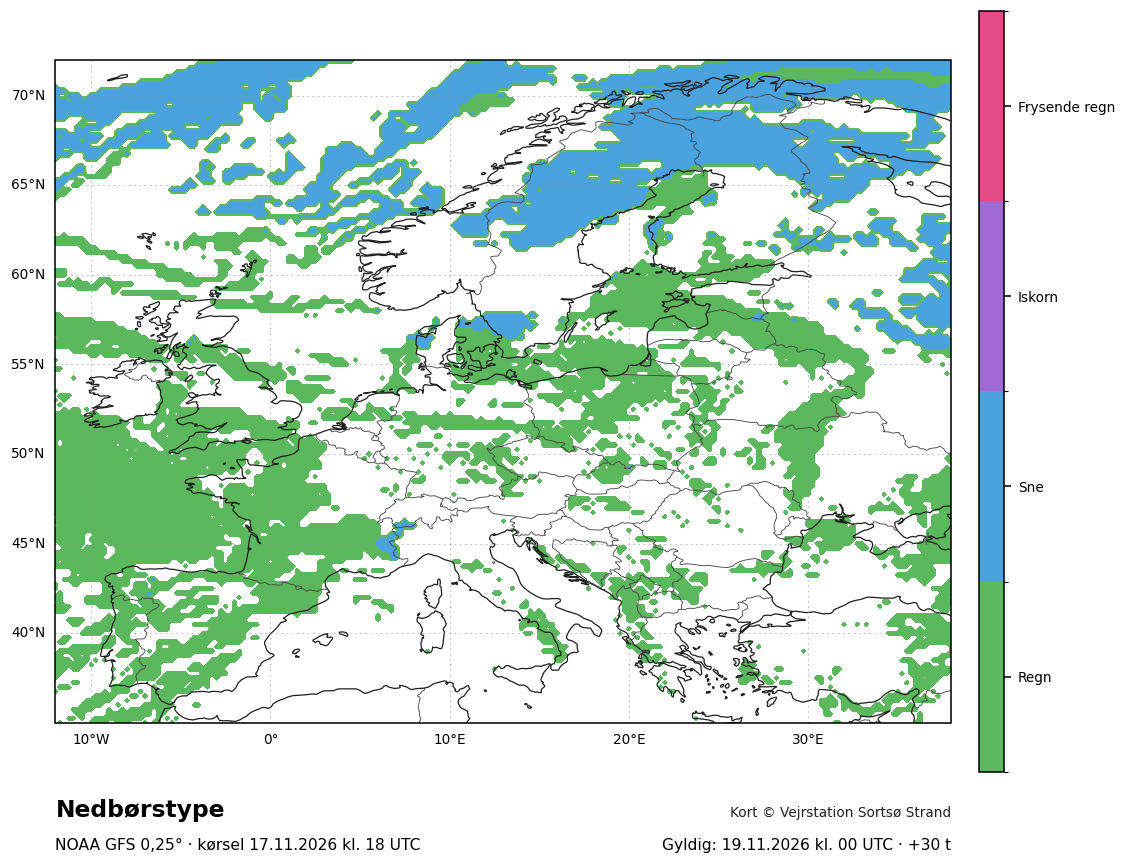 70°N
65°N
60°N
55°N
50°N
45°N
40°N
10°W
0°
10°E
20°E
30°E
Frysende regn
Iskorn
Sne
Regn
Nedbørstype
Kort © Vejrstation Sortsø Strand
NOAA GFS 0,25° · kørsel 17.11.2026 kl. 18 UTC
Gyldig: 19.11.2026 kl. 00 UTC · +30 t